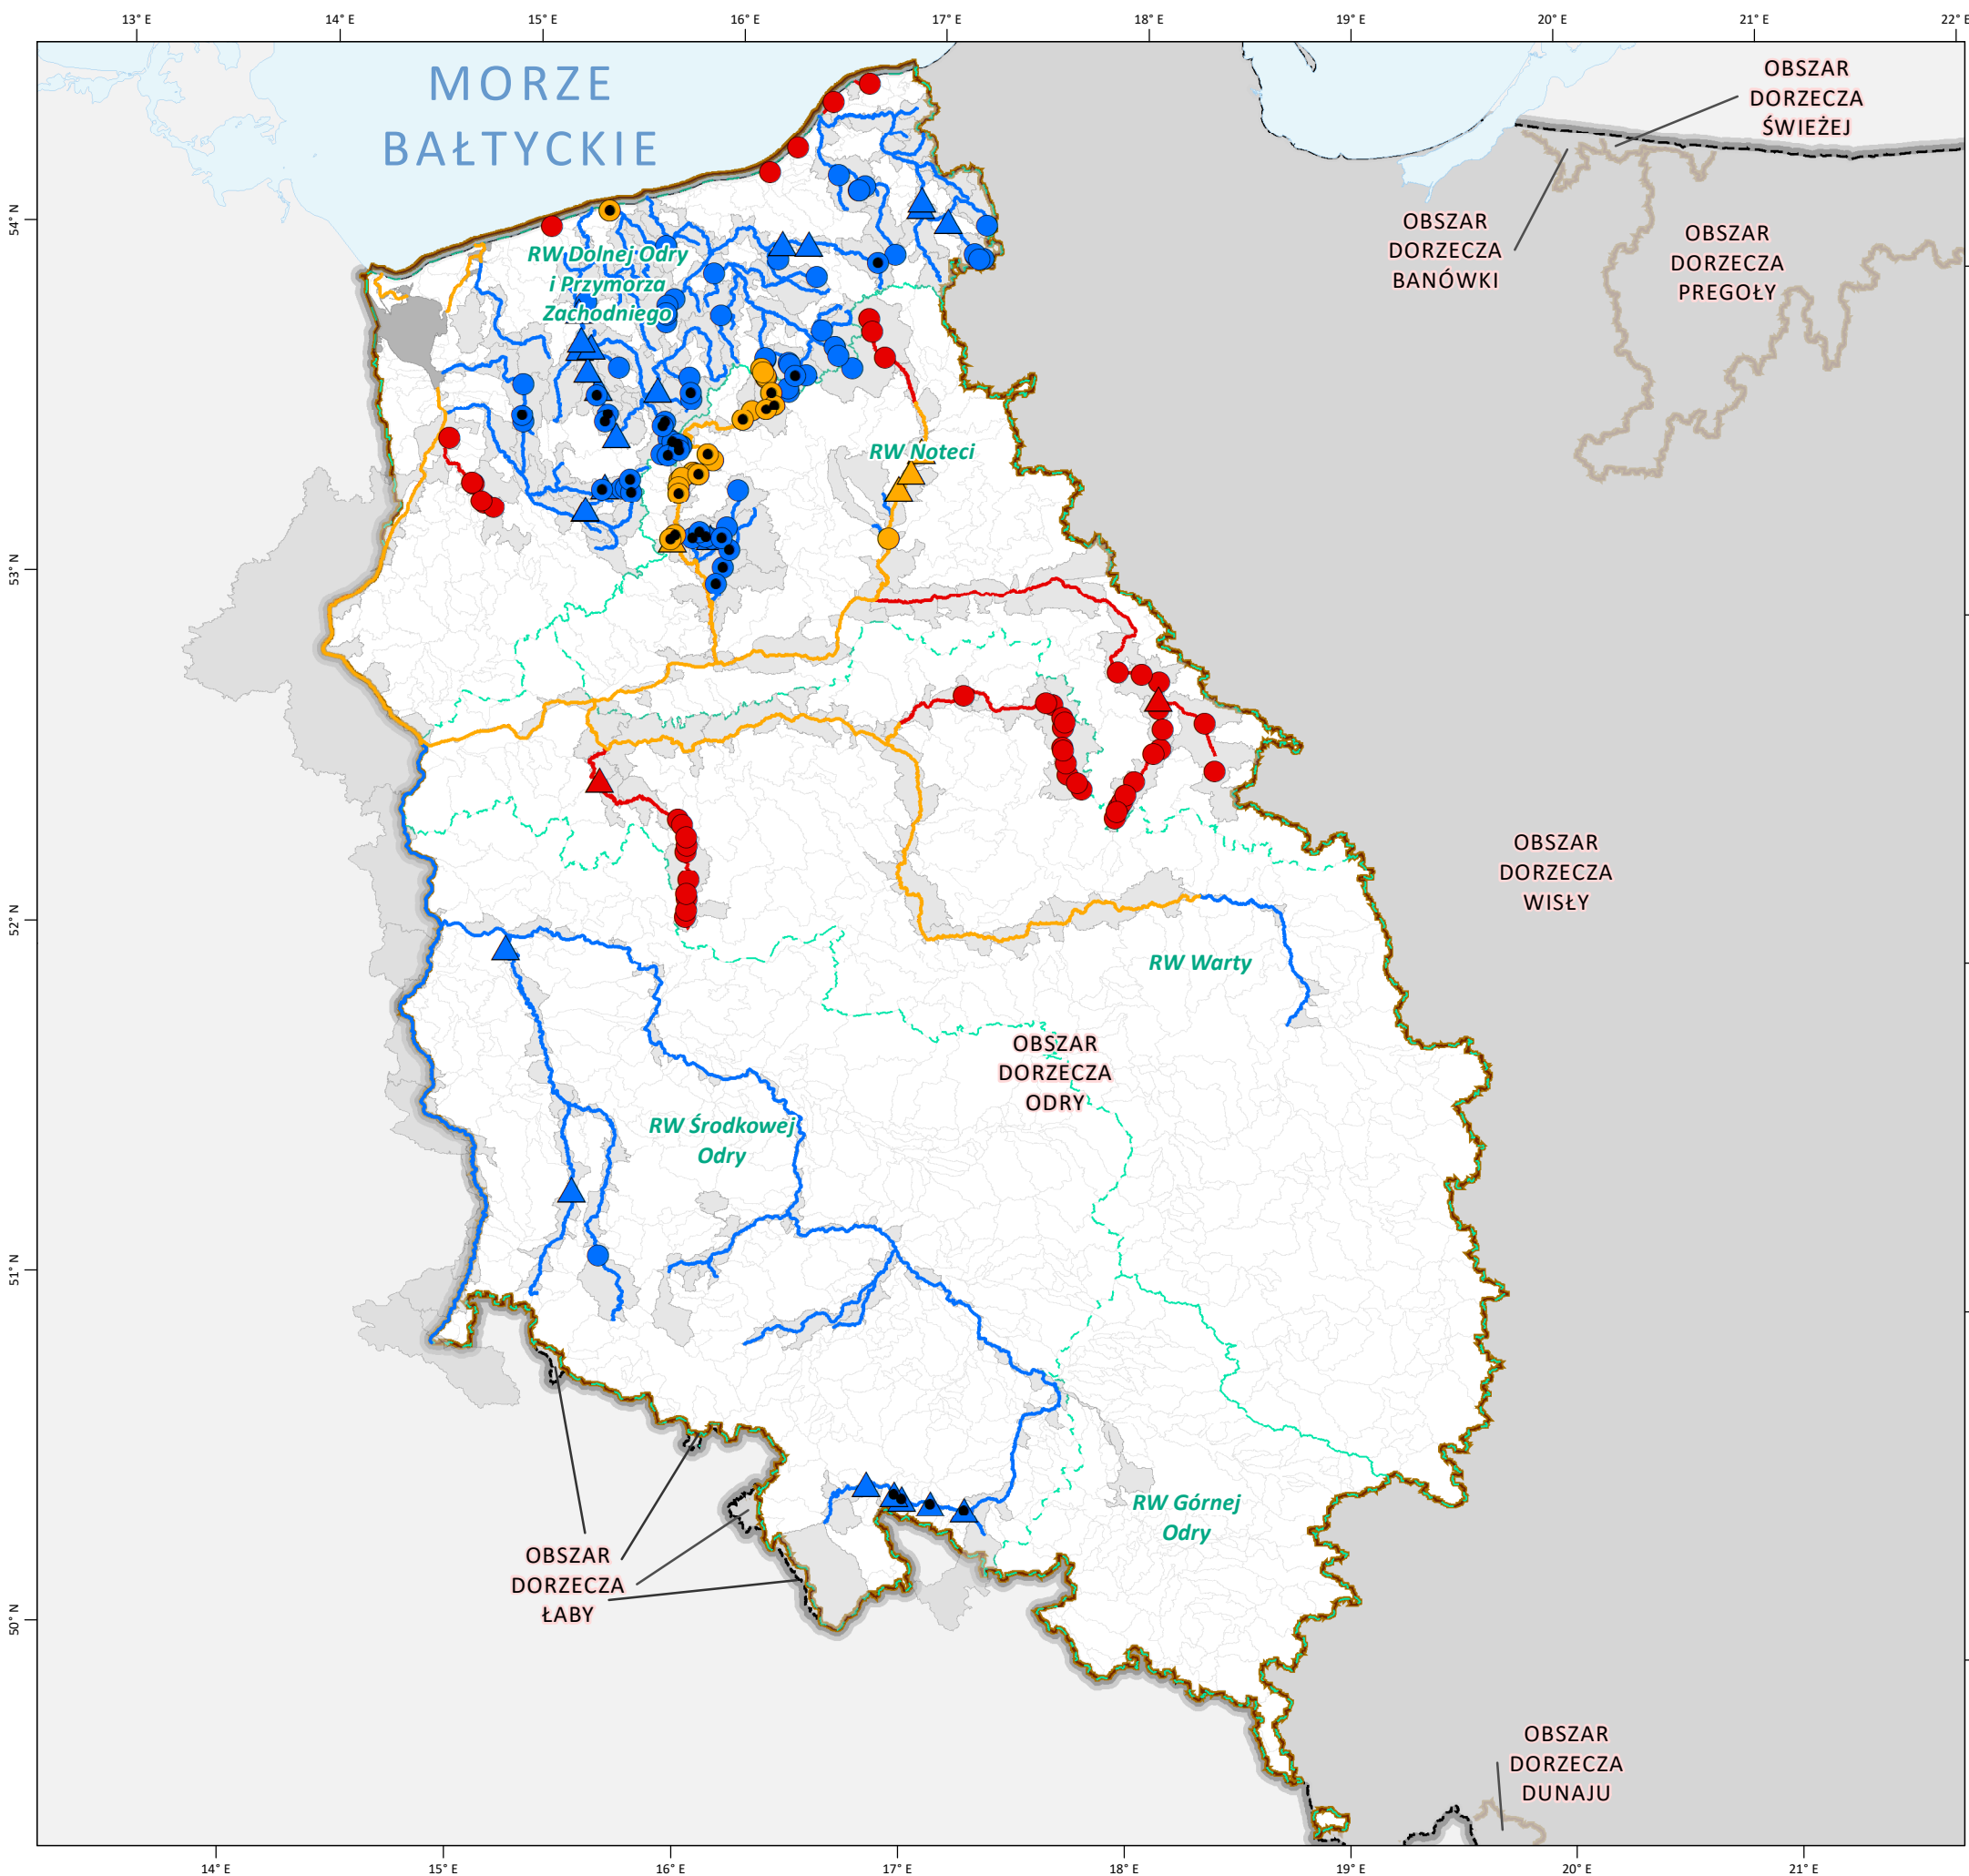 13° E
14° E
15° E
16° E
17° E
18° E
19° E
20° E
21° E
22° E
MORZE
BAŁTYCKIE
OBSZAR
DORZECZA
ŚWIEŻEJ
OBSZAR
DORZECZA
BANÓWKI
OBSZAR
DORZECZA
PREGOŁY
54° N
RW Dolnej Odry
i Przymorza
Zachodniego
RW Noteci
53° N
OBSZAR
DORZECZA
WISŁY
52° N
RW Warty
OBSZAR
DORZECZA
ODRY
RW Środkowej
Odry
51° N
RW Górnej
Odry
OBSZAR
DORZECZA
ŁABY
50° N
OBSZAR
DORZECZA
DUNAJU
14° E
15° E
16° E
17° E
18° E
19° E
20° E
21° E